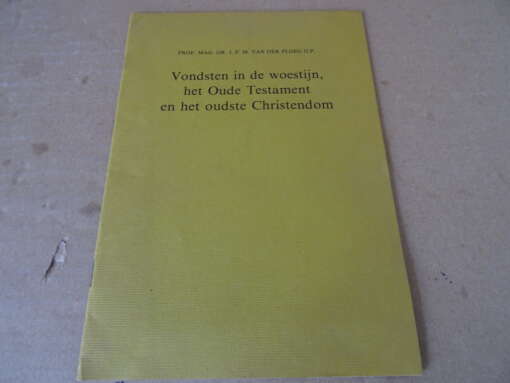 PROF. MAG. DR. J. P. M. VAN DER PLOEG O.P.
Vondsten in de woestijn,
het Oude Testament
en het oudste Christendom